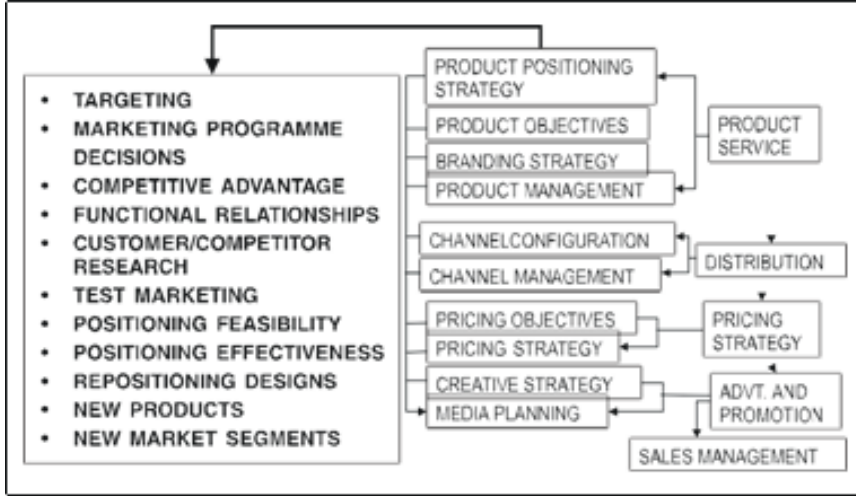 • TARGETING
• MARKETING PROGRAMME
DECISIONS
• COMPETITIVE ADVANTAGE
• FUNCTIONAL RELATIONSHIPS
• CUSTOMER/COMPETITOR
RESEARCH
• TEST MARKETING
• POSITIONING FEASIBILITY
• POSITIONING EFFECTIVENESS
• REPOSITIONING DESIGNS
• NEW PRODUCTS
• NEW MARKET SEGMENTS
PRODUCT POSITIONING
STRATEGY
PRODUCT OBJECTIVES
BRANDING STRATEGY
PRODUCT MANAGEMENT
CHANNELCONFIGURATION
CHANNEL MANAGEMENT
PRICING OBJECTIVES
PRICING STRATEGY
CREATIVE STRATEGY
MEDIA PLANNING
PRODUCT
SERVICE
DISTRIBUTION
PRICING
STRATEGY
ADVT. AND
PROMOTION
SALES MANAGEMENT